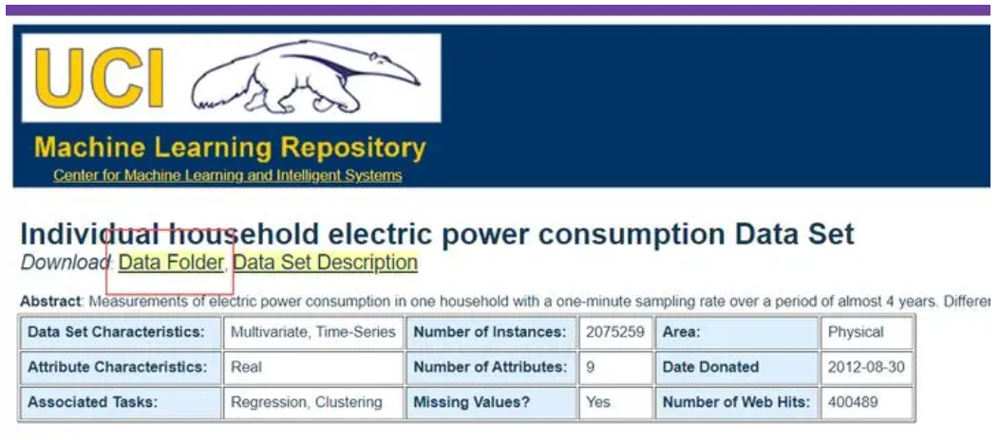 UCI
Machine Learning Repository
Center for Machine Learning and Intelligent Systems
Individual household electric power consumption Data Set
Download: Data Folder, Data Set Description
Abstract: Measurements of electric power consumption in one household with a one-minute sampling rate over a period of almost 4 years. Differen
Data Set Characteristics: Multivariate, Time-Series Number of Instances: 2075259 Area: Physical
Attribute Characteristics: Real Number of Attributes: 9 Date Donated 2012-08-30
Associated Tasks: Regression, Clustering Missing Values? Yes Number of Web Hits: 400489